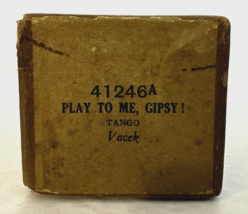 41246A
PLAY TO ME, GIPSY!
TANGO
Vacek